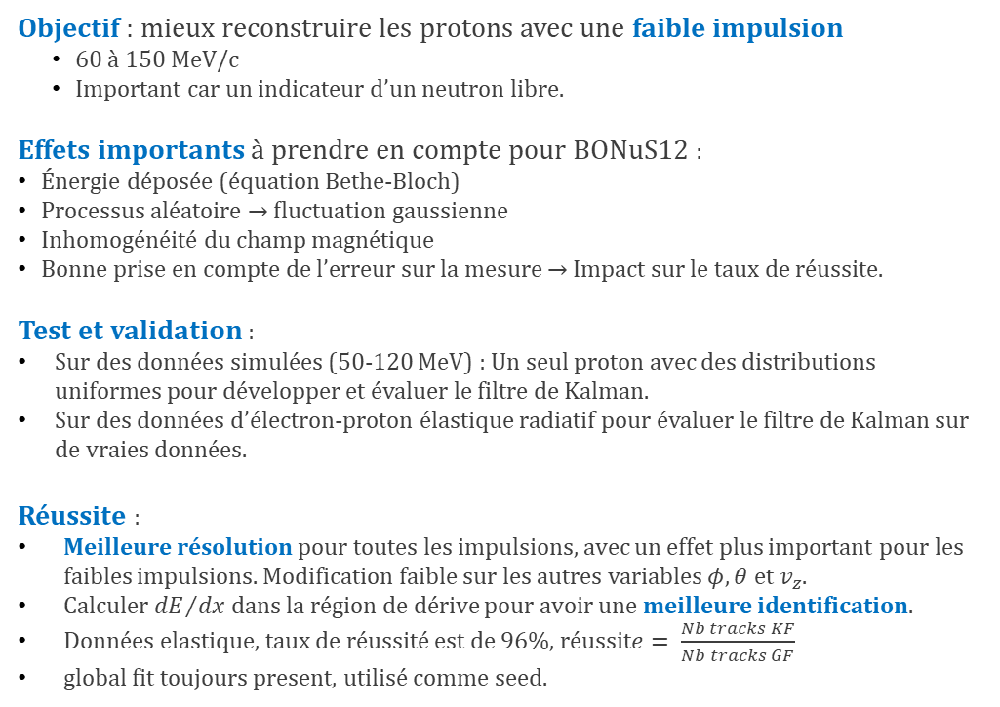 Objectif : mieux reconstruire les protons avec une faible impulsion
• 60 à 150 MeV/c
• Important car un indicateur d’un neutron libre.
Effets importants à prendre en compte pour BONuS12 :
• Énergie déposée (équation Bethe-Bloch)
• Processus aléatoire → fluctuation gaussienne
• Inhomogénéité du champ magnétique
• Bonne prise en compte de l’erreur sur la mesure → Impact sur le taux de réussite.
Test et validation :
• Sur des données simulées (50-120 MeV) : Un seul proton avec des distributions
uniformes pour développer et évaluer le filtre de Kalman.
• Sur des données d’électron-proton élastique radiatif pour évaluer le filtre de Kalman sur
de vraies données.
Réussite :
• Meilleure résolution pour toutes les impulsions, avec un effet plus important pour les
faibles impulsions. Modification faible sur les autres variables ϕ, θ et v_z.
• Calculer dE/dx dans la région de dérive pour avoir une meilleure identification.
• Données elastique, taux de réussité est de 96%, réussite = Nb tracks KF / Nb tracks GF
• global fit toujours present, utilisé comme seed.